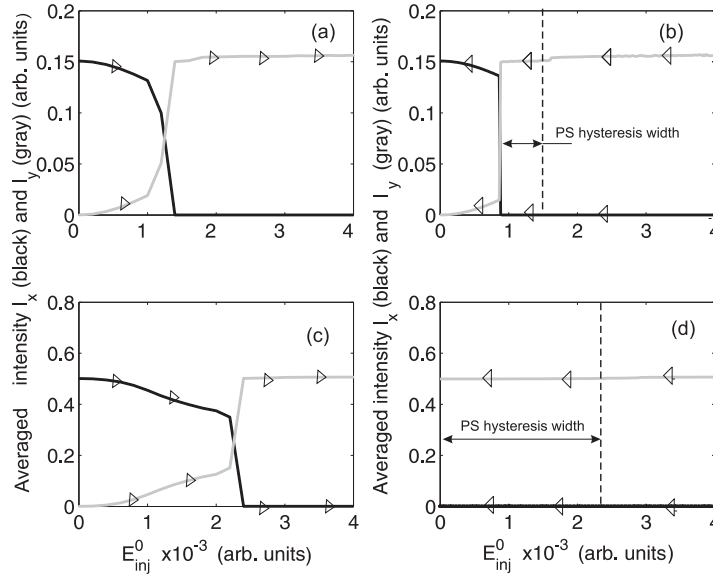 Averaged intensity I_x (black) and I_y (gray) (arb. units)
0.2
0.15
0.1
0.05
0
0 1 2 3 4
(a)
Averaged intensity I_x (black) and I_y (gray) (arb. units)
0.2
0.15
0.1
0.05
0
0 1 2 3 4
(b)
PS hysteresis width
0.8
0.6
0.4
0.2
0
0 1 2 3 4
(c)
E_inj^0 x10^-3 (arb. units)
0.8
0.6
0.4
0.2
0
0 1 2 3 4
(d)
PS hysteresis width
E_inj^0 x10^-3 (arb. units)